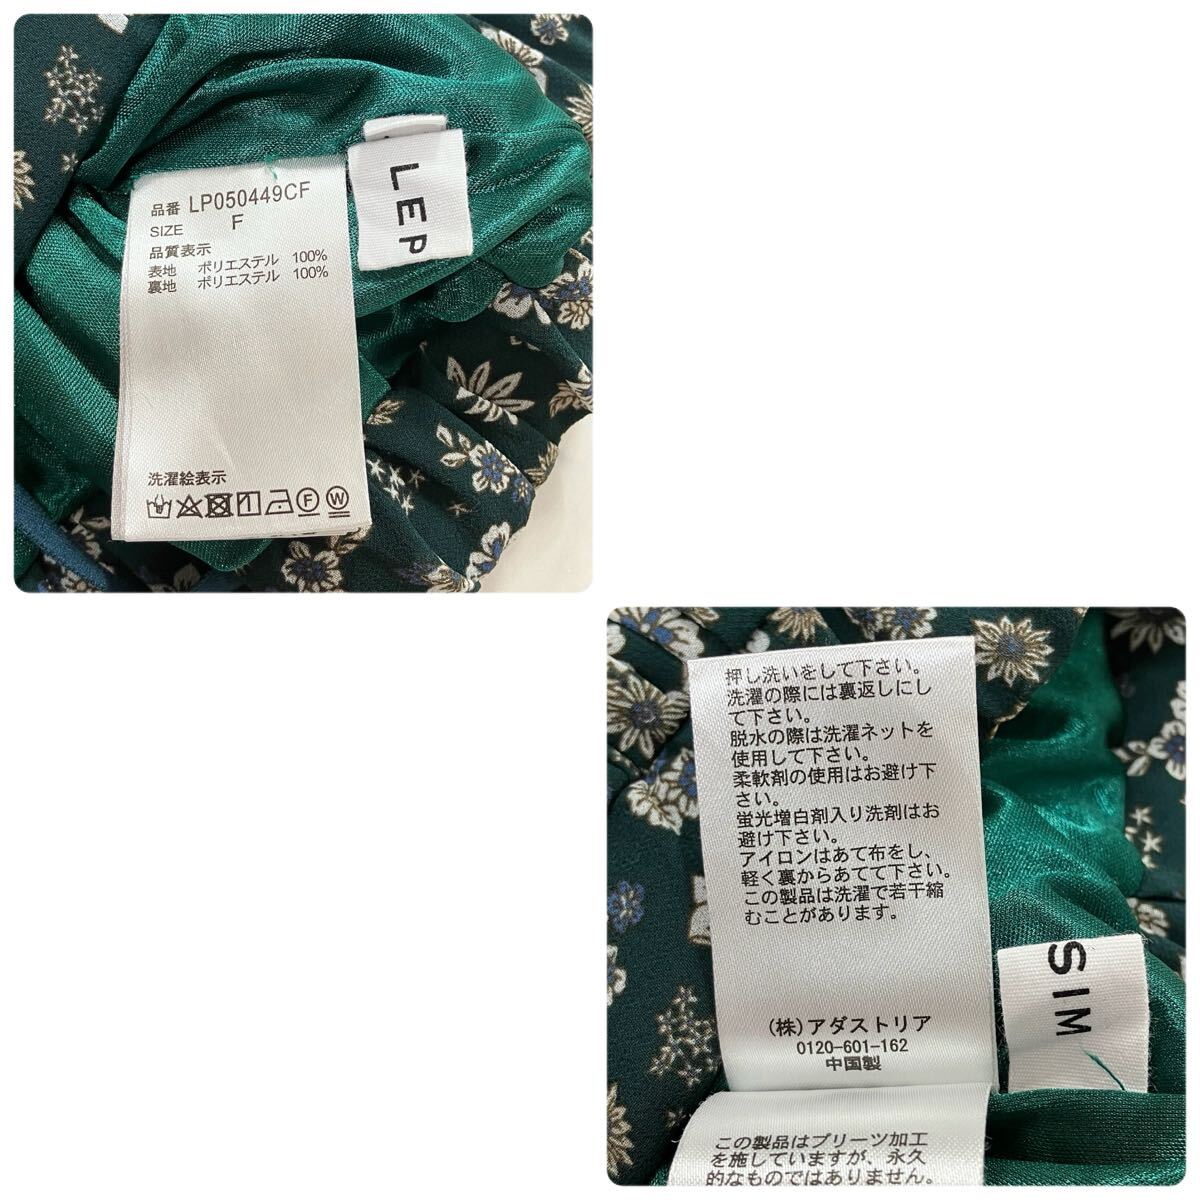 品番 LP050449CF
SIZE F
品質表示
表地 ポリエステル 100%
裏地 ポリエステル 100%
洗濯絵表示
F W
LEP
押し洗いをして下さい。
洗濯の際には裏返しにし
て下さい。
脱水の際は洗濯ネットを
使用して下さい。
柔軟剤の使用はお避け下
さい。
蛍光増白剤入り洗剤はお
避け下さい。
アイロンはあて布をし、
軽く裏からあてて下さい。
この製品は洗濯で若干縮
むことがあります。
(株)アダストリア
0120-601-162
中国製
SIM
この製品はプリーツ加工
を施していますが、永久
的なものではありません。